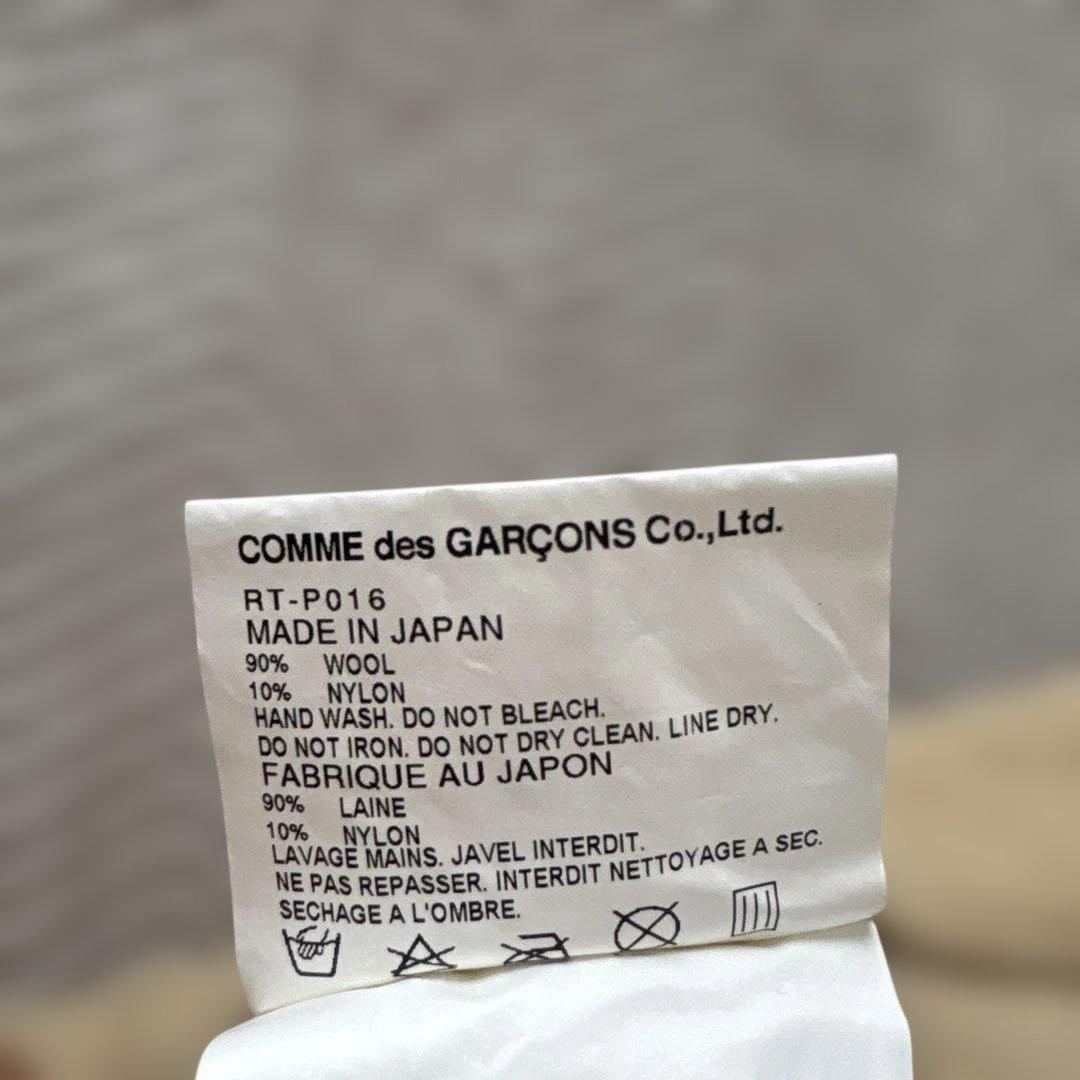 COMME des GARÇONS Co.,Ltd.
RT-P016
MADE IN JAPAN
90% WOOL
10% NYLON
HAND WASH. DO NOT BLEACH.
DO NOT IRON. DO NOT DRY CLEAN. LINE DRY.
FABRIQUE AU JAPON
90% LAINE
10% NYLON
LAVAGE MAINS. JAVEL INTERDIT.
NE PAS REPASSER. INTERDIT NETTOYAGE A SEC.
SECHAGE A L'OMBRE.